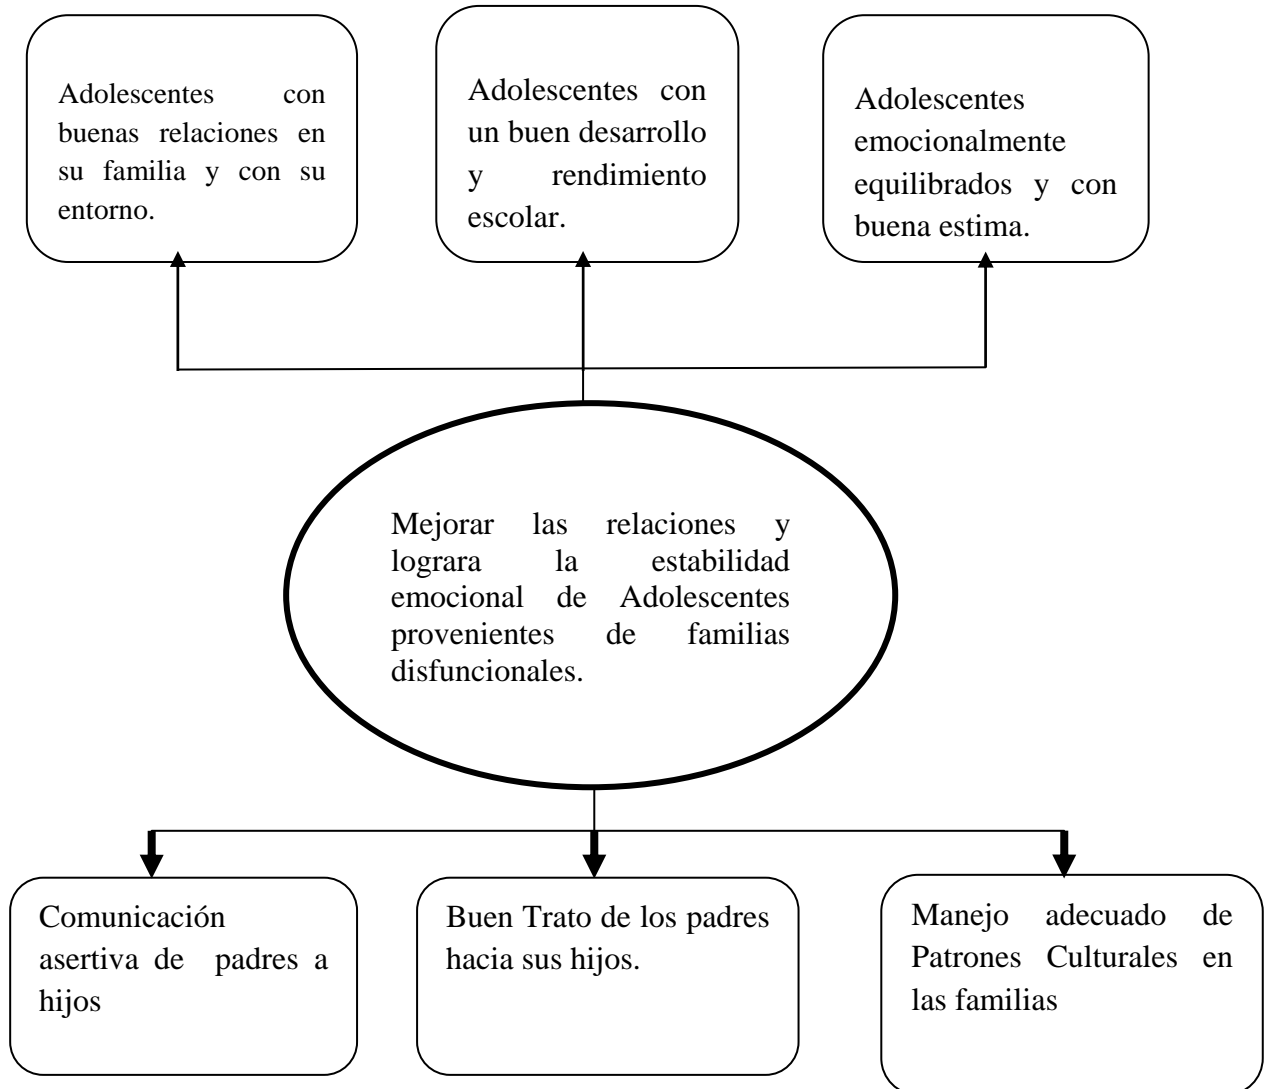 Adolescentes con
buenas relaciones en
su familia y con su
entorno.
Adolescentes con
un buen desarrollo
y rendimiento
escolar.
Adolescentes
emocionalmente
equilibrados y con
buena estima.
Mejorar las relaciones y
lograra la estabilidad
emocional de Adolescentes
provenientes de familias
disfuncionales.
Comunicación
asertiva de padres a
hijos
Buen Trato de los padres
hacia sus hijos.
Manejo adecuado de
Patrones Culturales en
las familias